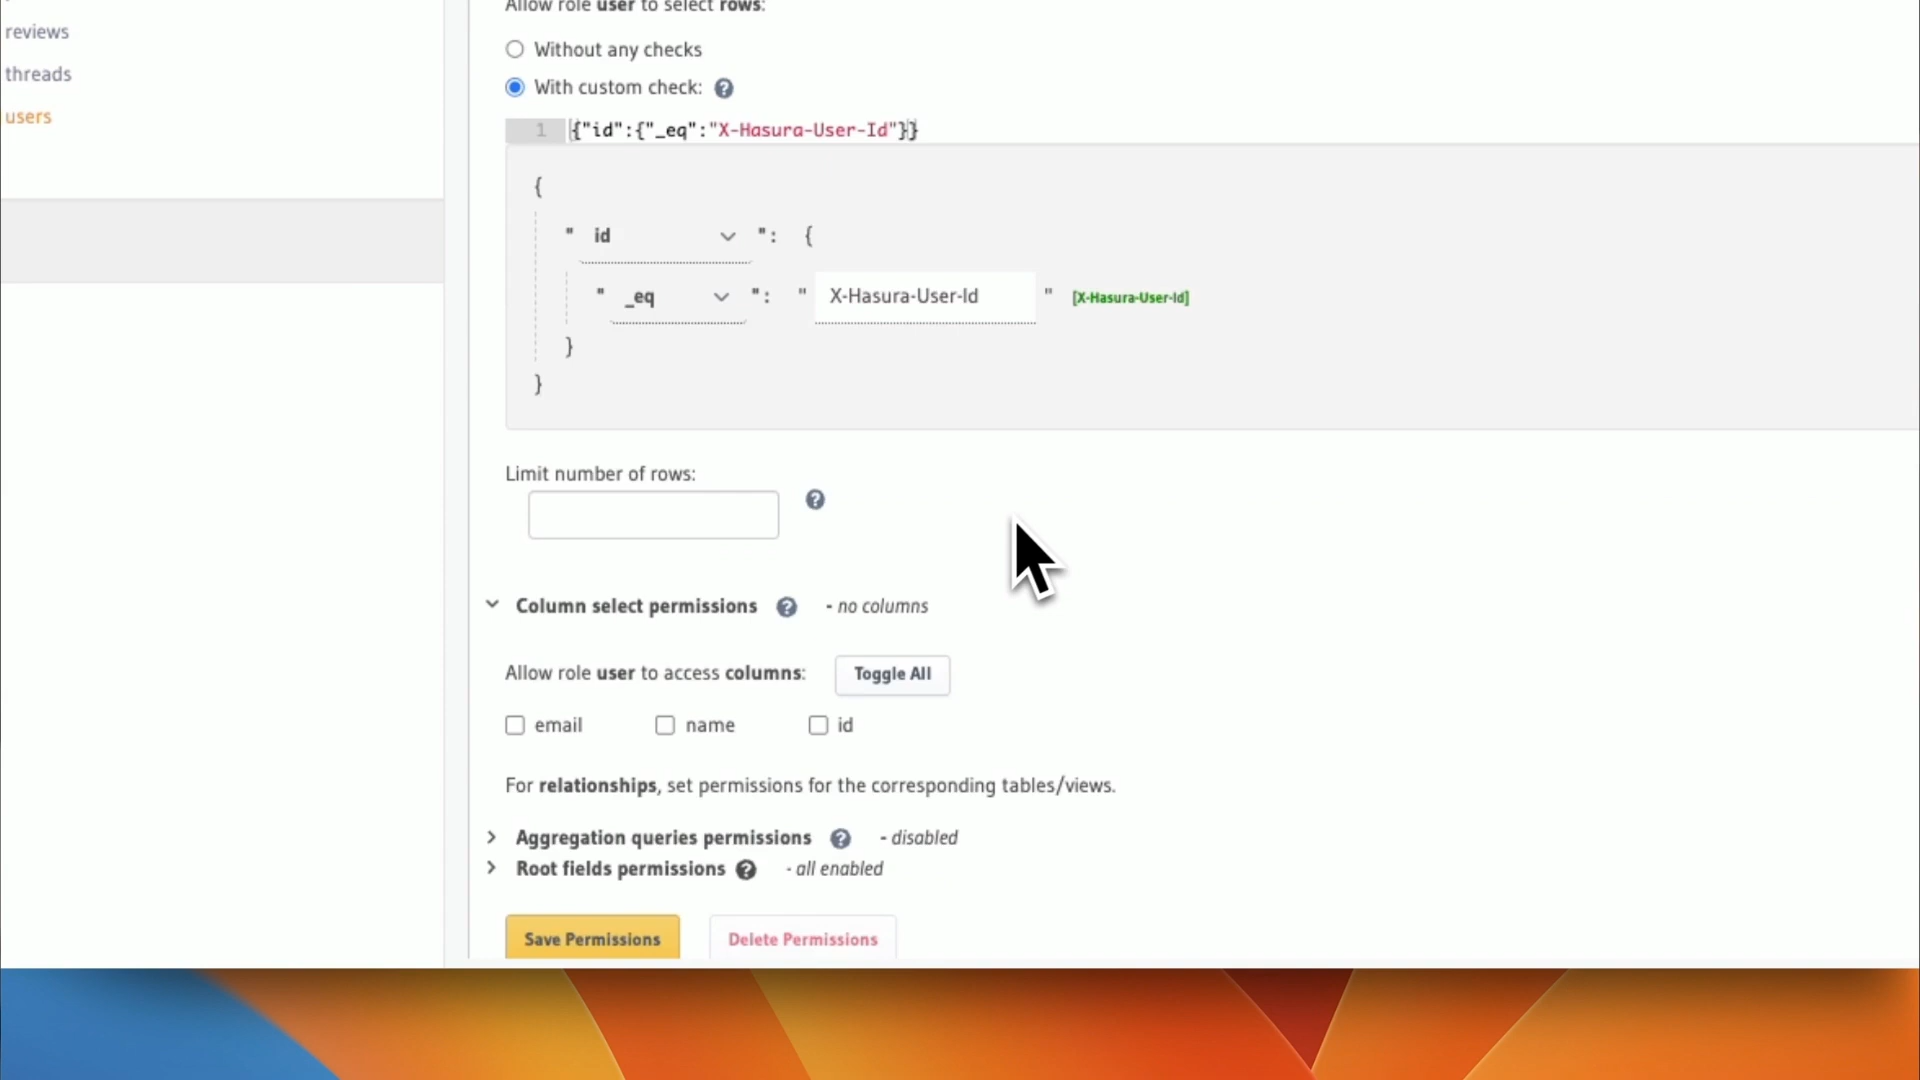 reviews
threads
users
Allow role user to select rows:
Without any checks
With custom check: ?
1 {"id":{"_eq":"X-Hasura-User-Id"}}
{
" id ": {
" _eq ": " X-Hasura-User-Id " [X-Hasura-User-Id]
}
}
Limit number of rows:
?
Column select permissions ? - no columns
Allow role user to access columns: Toggle All
email name id
For relationships, set permissions for the corresponding tables/views.
Aggregation queries permissions ? - disabled
Root fields permissions ? - all enabled
Save Permissions Delete Permissions